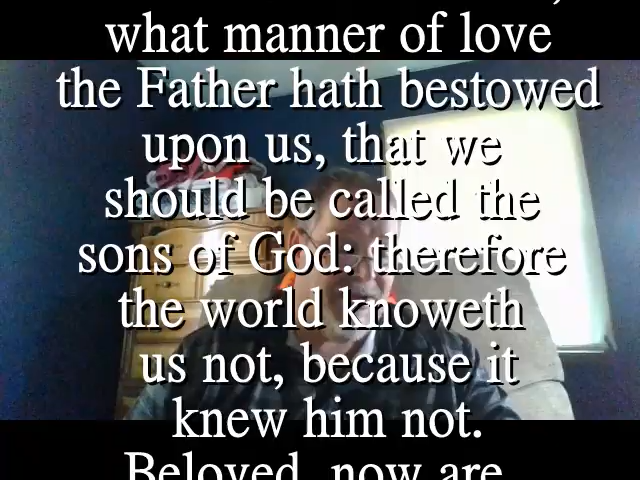 what manner of love
the Father hath bestowed
upon us, that we
should be called the
sons of God: therefore
the world knoweth
us not, because it
knew him not.
Beloved, now are